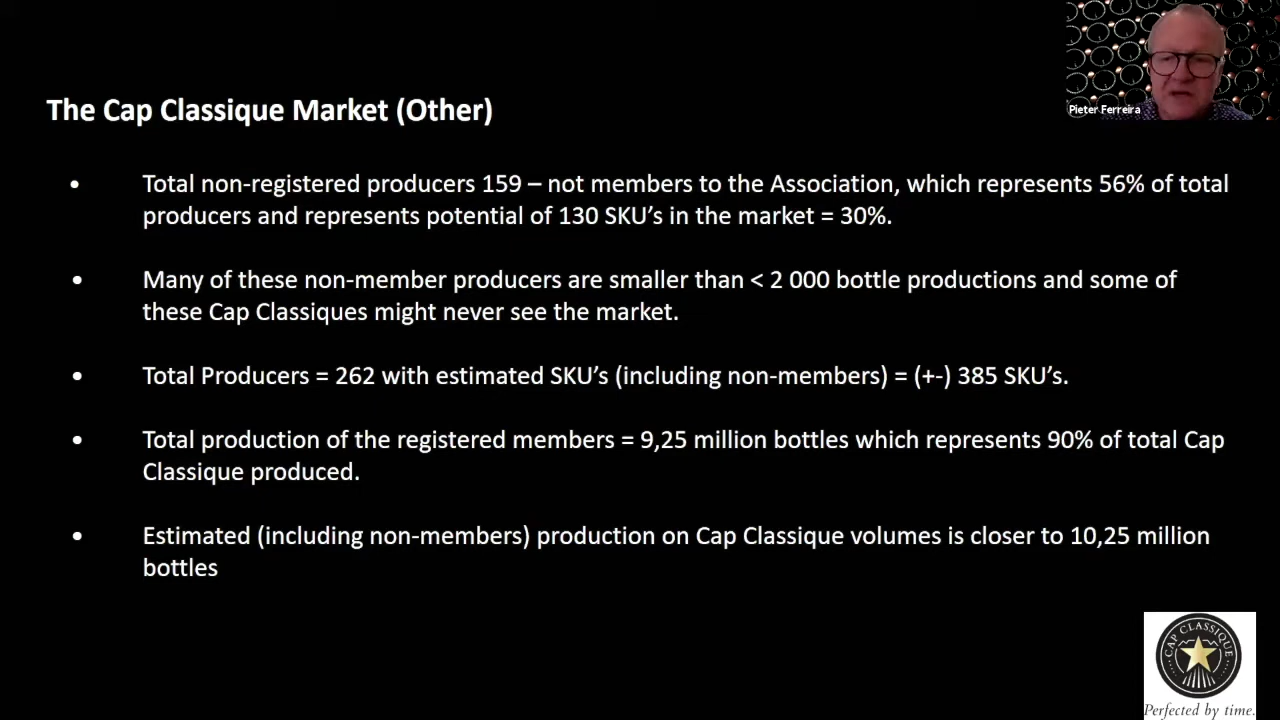 Pieter Ferreira
The Cap Classique Market (Other)
• Total non-registered producers 159 – not members to the Association, which represents 56% of total
producers and represents potential of 130 SKU’s in the market = 30%.
• Many of these non-member producers are smaller than < 2 000 bottle productions and some of
these Cap Classiques might never see the market.
• Total Producers = 262 with estimated SKU’s (including non-members) = (+-) 385 SKU’s.
• Total production of the registered members = 9,25 million bottles which represents 90% of total Cap
Classique produced.
• Estimated (including non-members) production on Cap Classique volumes is closer to 10,25 million
bottles
CAP CLASSIQUE
Perfected by time.